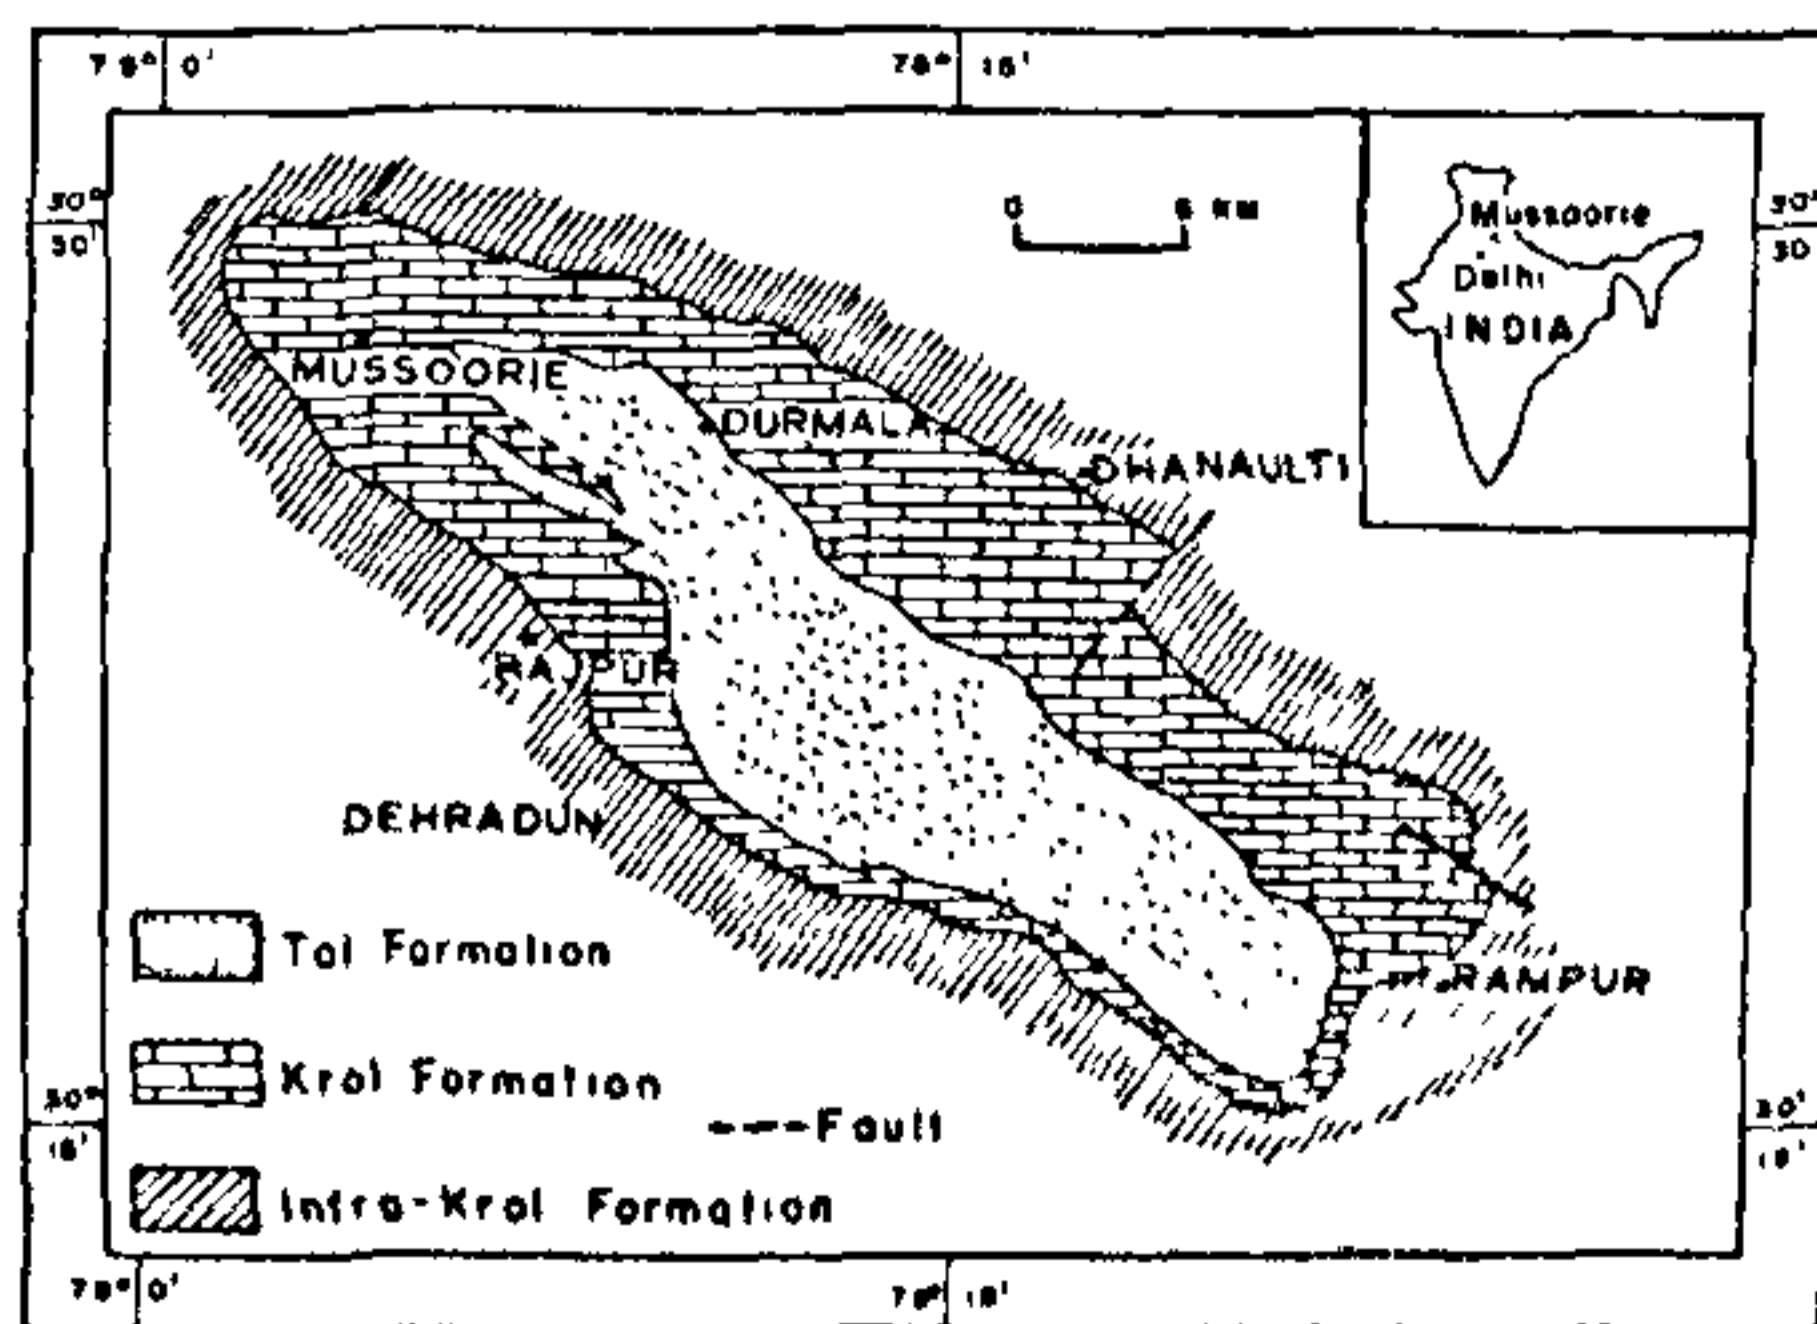 78° 0' 78° 15'
30° 30°
30' 30
0 5 KM
Mussoorie
Delhi
INDIA
MUSSOORIE
DURMALA
DHANAULTI
RAJPUR
DEHRADUN
Tal Formation
RAMPUR
Krol Formation
30° 30'
15' 15'
---Fault
Infra-Krol Formation
78° 0' 78° 15'